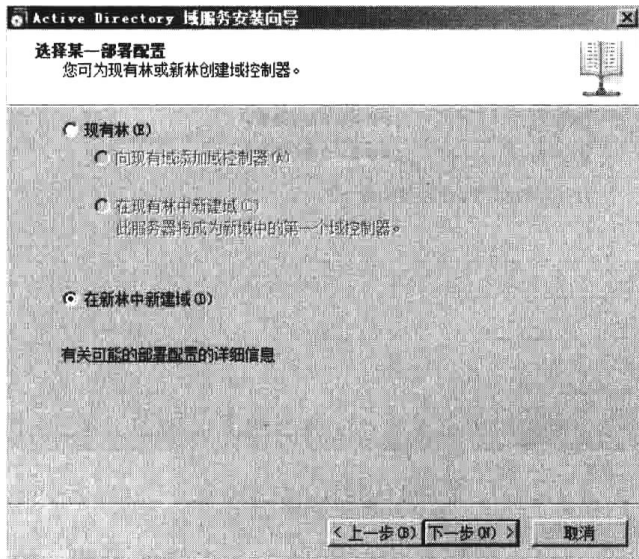 Active Directory 域服务安装向导
选择某一部署配置
您可为现有林或新林创建域控制器。
现有林(E)
向现有域添加域控制器(A)
在现有林中新建域(C)
此服务器将成为新域中的第一个域控制器。
在新林中新建域(D)
有关可能的部署配置的详细信息
< 上一步(B) 下一步(N) > 取消